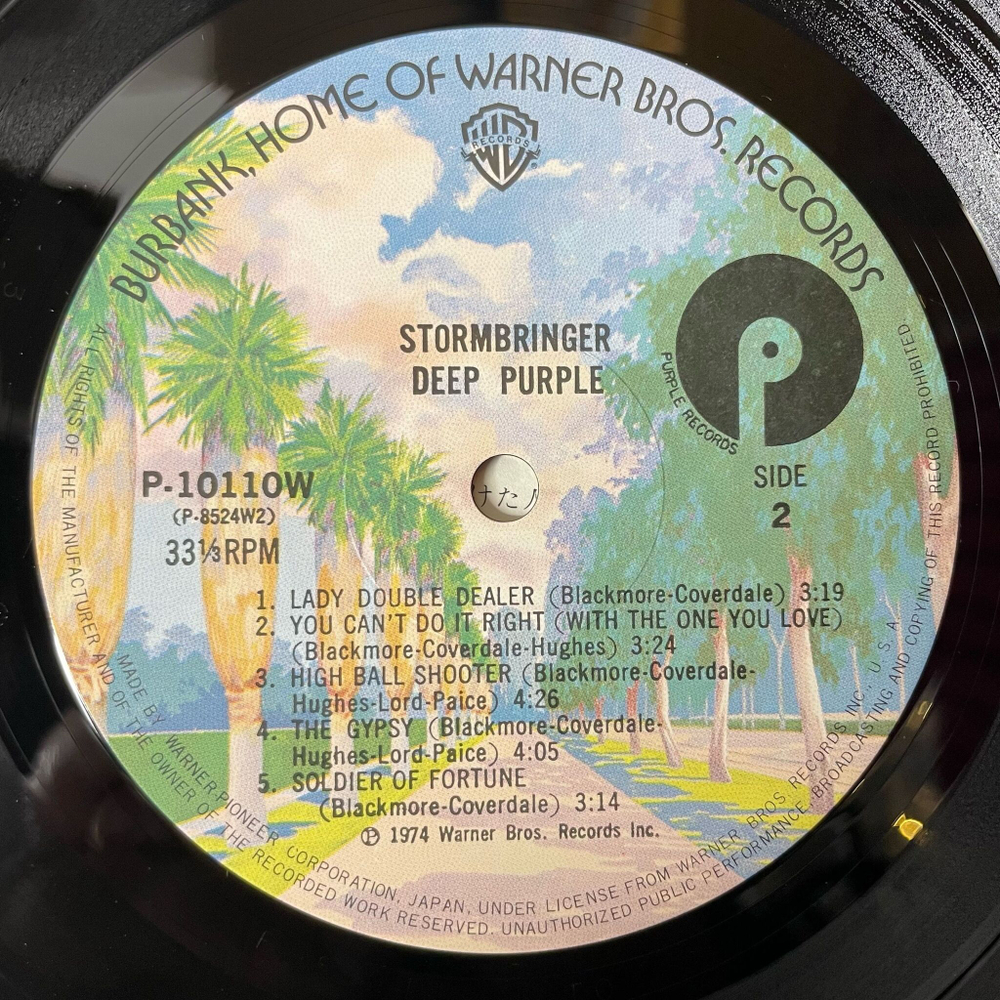 BURBANK, HOME OF WARNER BROS. RECORDS
RECORDS
STORMBRINGER
DEEP PURPLE
PURPLE RECORDS
P-10110W
(P-8524W2)
33⅓RPM
SIDE
2
けた
1. LADY DOUBLE DEALER (Blackmore-Coverdale) 3:19
2. YOU CAN'T DO IT RIGHT (WITH THE ONE YOU LOVE)
(Blackmore-Coverdale-Hughes) 3:24
3. HIGH BALL SHOOTER (Blackmore-Coverdale-
Hughes-Lord-Paice) 4:26
4. THE GYPSY (Blackmore-Coverdale-
Hughes-Lord-Paice) 4:05
5. SOLDIER OF FORTUNE
(Blackmore-Coverdale) 3:14
Ⓟ 1974 Warner Bros. Records Inc.
MADE BY WARNER-PIONEER CORPORATION, JAPAN, UNDER LICENSE FROM WARNER BROS. RECORDS INC., U.S.A.
ALL RIGHTS OF THE MANUFACTURER AND OF THE OWNER OF THE RECORDED WORK RESERVED. UNAUTHORIZED PUBLIC PERFORMANCE, BROADCASTING AND COPYING OF THIS RECORD PROHIBITED